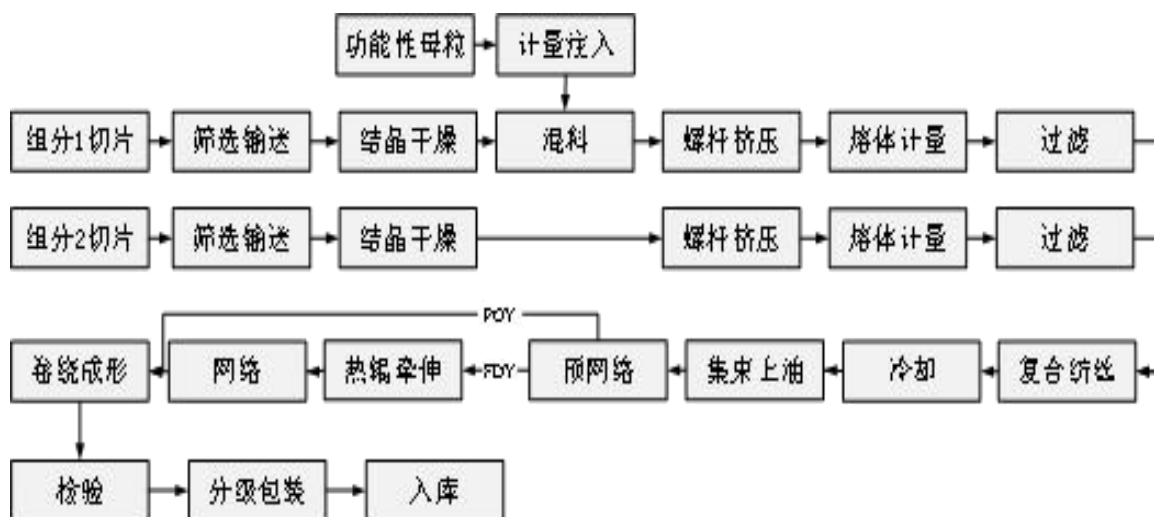 功能性母粒 计量注入
组分1切片 筛选输送 结晶干燥 混料 螺杆挤压 熔体计量 过滤
组分2切片 筛选输送 结晶干燥 螺杆挤压 熔体计量 过滤
POY
卷绕成形 网络 热辊牵伸 FDY 预网络 集束上油 冷却 复合纺丝
检验 分级包装 入库